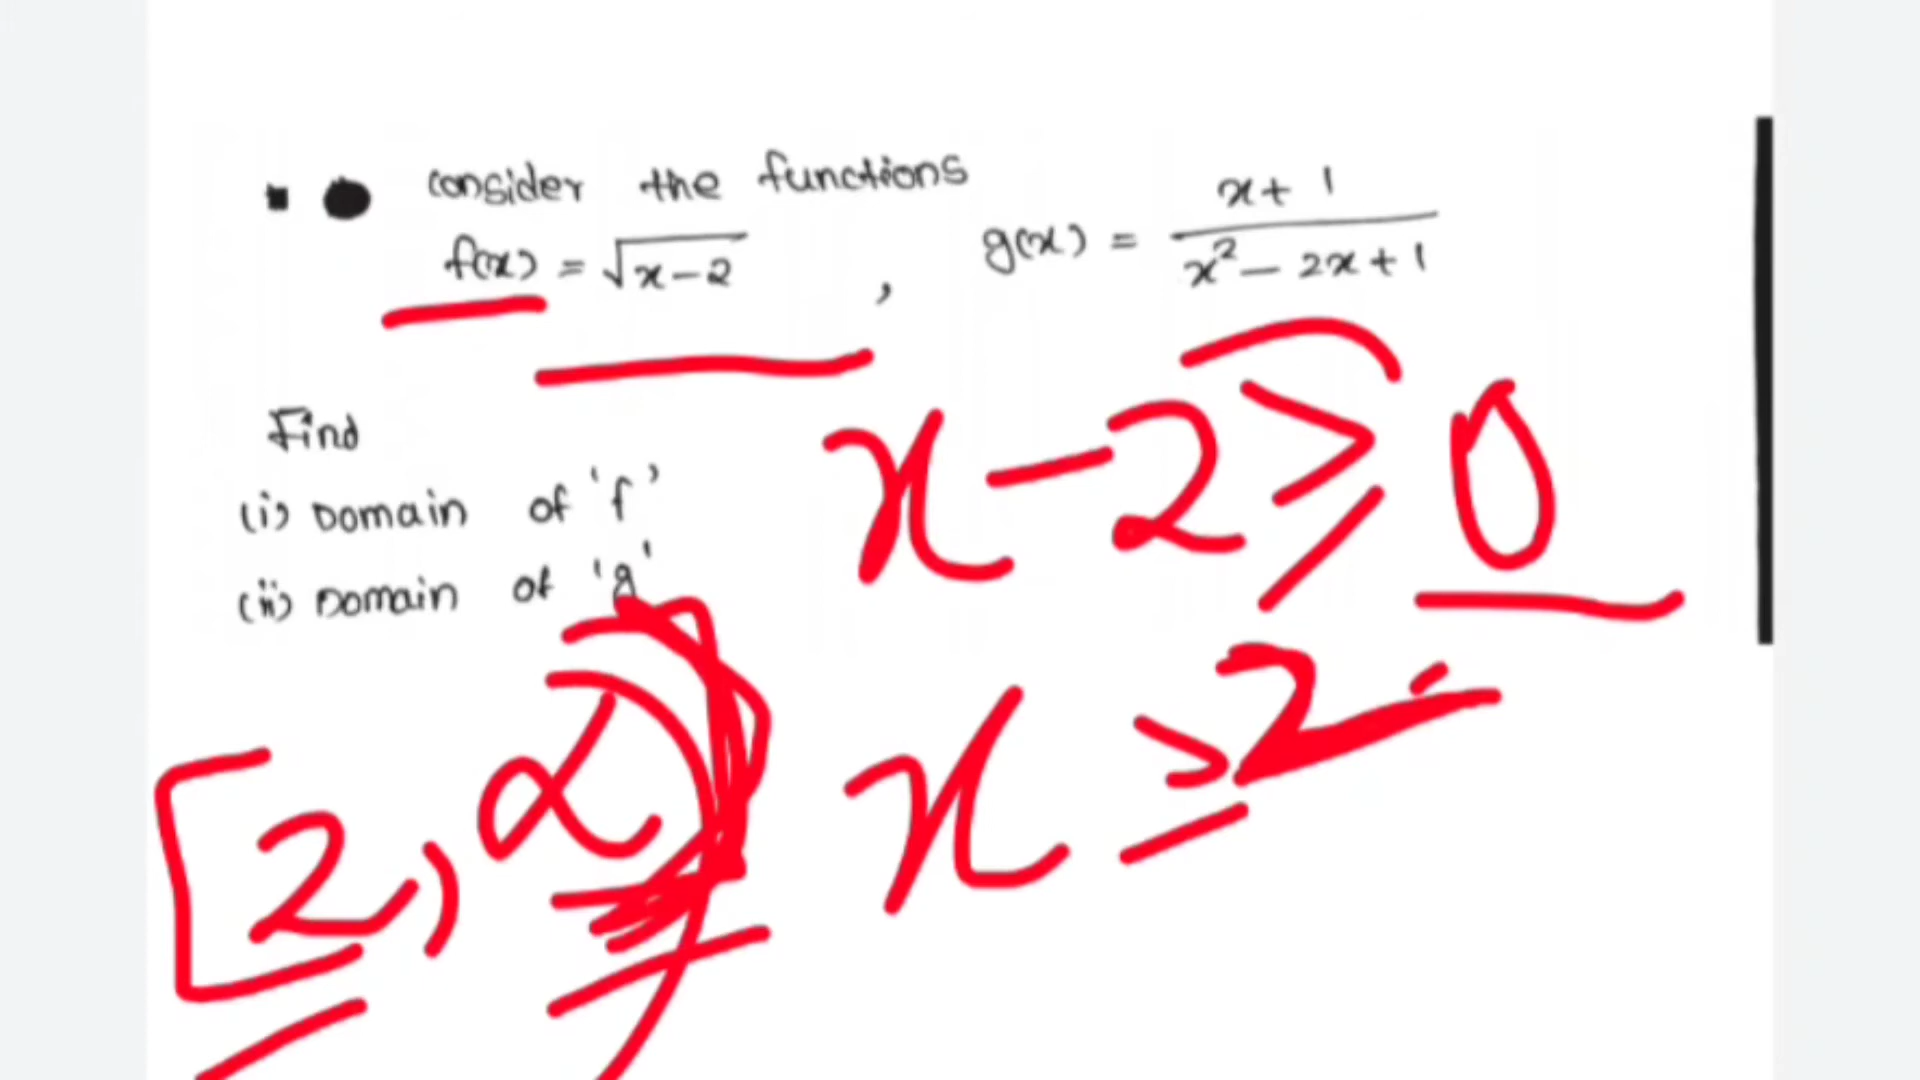 consider the functions
f(x) = √x-2 , g(x) = x+1 / x²-2x+1
Find
(i) Domain of 'f'
(ii) Domain of 'g'
x-2≥0
x≥2
[2,∝)